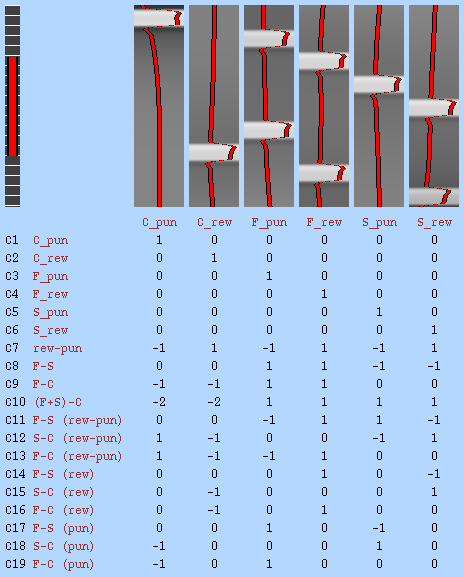 C_pun C_rew F_pun F_rew S_pun S_rew
C1 C_pun 1 0 0 0 0 0
C2 C_rew 0 1 0 0 0 0
C3 F_pun 0 0 1 0 0 0
C4 F_rew 0 0 0 1 0 0
C5 S_pun 0 0 0 0 1 0
C6 S_rew 0 0 0 0 0 1
C7 rew-pun -1 1 -1 1 -1 1
C8 F-S 0 0 1 1 -1 -1
C9 F-C -1 -1 1 1 0 0
C10 (F+S)-C -2 -2 1 1 1 1
C11 F-S (rew-pun) 0 0 -1 1 1 -1
C12 S-C (rew-pun) 1 -1 0 0 -1 1
C13 F-C (rew-pun) 1 -1 -1 1 0 0
C14 F-S (rew) 0 0 0 1 0 -1
C15 S-C (rew) 0 -1 0 0 0 1
C16 F-C (rew) 0 -1 0 1 0 0
C17 F-S (pun) 0 0 1 0 -1 0
C18 S-C (pun) -1 0 0 0 1 0
C19 F-C (pun) -1 0 1 0 0 0